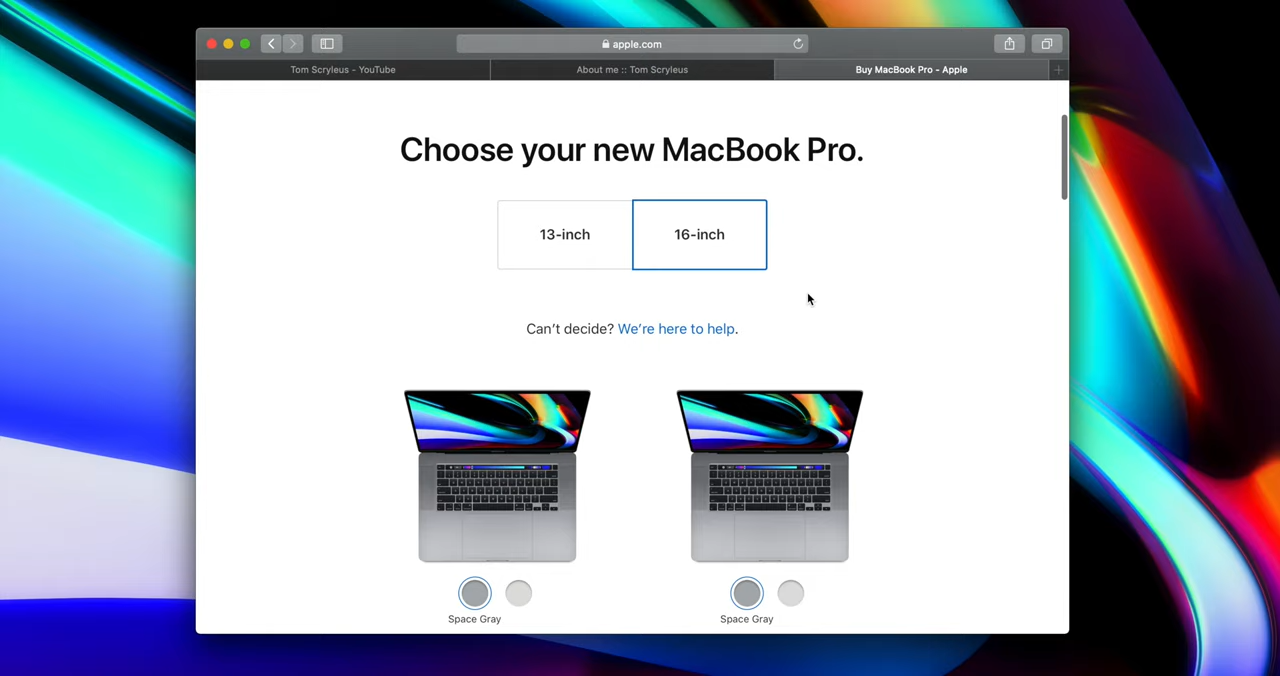 apple.com
Tom Scryleus - YouTube
About me :: Tom Scryleus
Buy MacBook Pro - Apple
Choose your new MacBook Pro.
13-inch
16-inch
Can't decide? We're here to help.
Space Gray
Space Gray